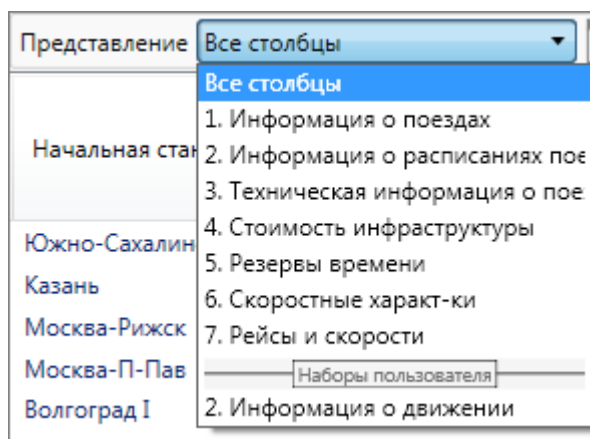 Представление Все столбцы
Все столбцы
1. Информация о поездах
Начальная стан
2. Информация о расписаниях пое
3. Техническая информация о пое
4. Стоимость инфраструктуры
Южно-Сахалин
5. Резервы времени
Казань
6. Скоростные характ-ки
Москва-Рижск
7. Рейсы и скорости
Москва-П-Пав
Наборы пользователя
Волгоград I
2. Информация о движении